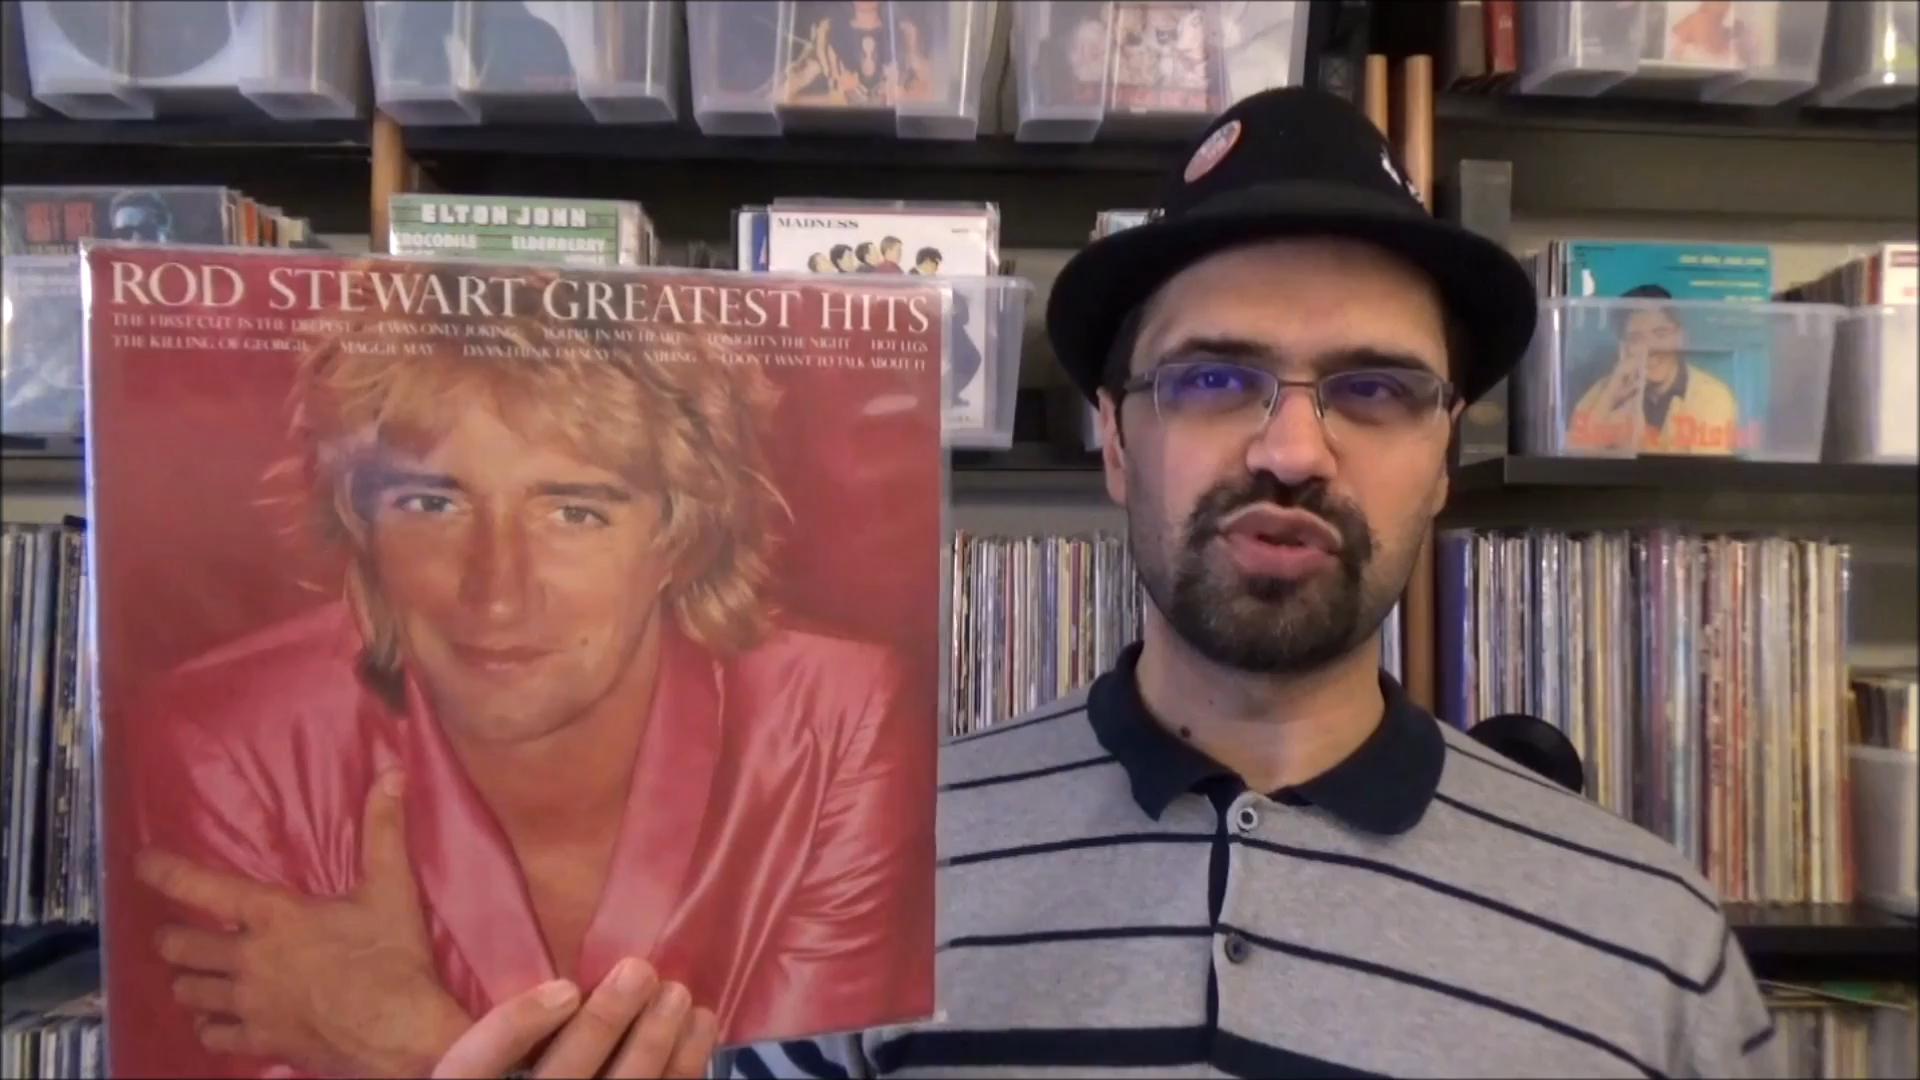 ELTON JOHN
CROCODILE ELDERBERRY
MADNESS
ROD STEWART GREATEST HITS
THE FIRST CUT IS THE DEEPEST I WAS ONLY JOKING YOU'RE IN MY HEART TONIGHT'S THE NIGHT HOT LEGS
THE KILLING OF GEORGIE MAGGIE MAY DA YA THINK I'M SEXY SAILING I DON'T WANT TO TALK ABOUT IT